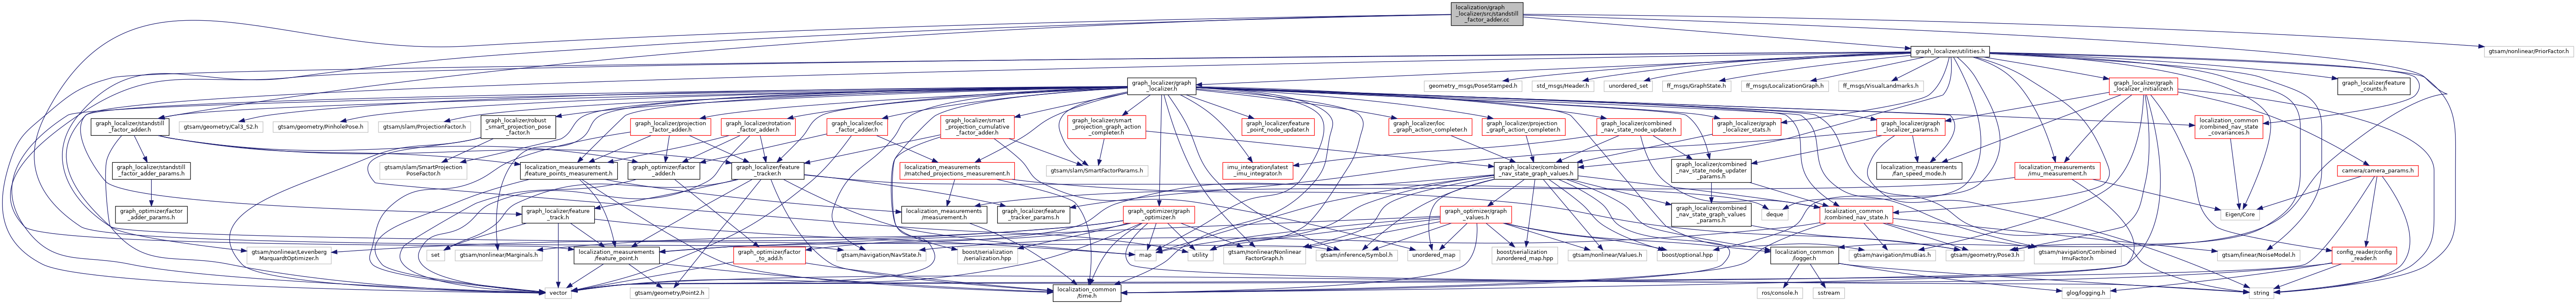 localization/graph
_localizer/src/standstill
_factor_adder.cc
graph_localizer/utilities.h
gtsam/nonlinear/PriorFactor.h
graph_localizer/graph
_localizer.h
geometry_msgs/PoseStamped.h
std_msgs/Header.h
unordered_set
ff_msgs/GraphState.h
ff_msgs/LocalizationGraph.h
ff_msgs/VisualLandmarks.h
graph_localizer/graph
_localizer_initializer.h
graph_localizer/feature
_counts.h
graph_localizer/standstill
_factor_adder.h
gtsam/geometry/Cal3_S2.h
gtsam/geometry/PinholePose.h
gtsam/slam/ProjectionFactor.h
graph_localizer/robust
_smart_projection_pose
_factor.h
graph_localizer/projection
_factor_adder.h
graph_localizer/rotation
_factor_adder.h
graph_localizer/loc
_factor_adder.h
graph_localizer/smart
_projection_cumulative
_factor_adder.h
graph_localizer/smart
_projection_graph_action
_completer.h
graph_localizer/feature
_point_node_updater.h
graph_localizer/loc
_graph_action_completer.h
graph_localizer/projection
_graph_action_completer.h
graph_localizer/combined
_nav_state_node_updater.h
graph_localizer/graph
_localizer_stats.h
graph_localizer/graph
_localizer_params.h
localization_common
/combined_nav_state
_covariances.h
graph_localizer/standstill
_factor_adder_params.h
gtsam/slam/SmartProjection
PoseFactor.h
localization_measurements
/feature_points_measurement.h
graph_optimizer/factor
_adder.h
graph_localizer/feature
_tracker.h
localization_measurements
/matched_projections_measurement.h
gtsam/slam/SmartFactorParams.h
imu_integration/latest
_imu_integrator.h
graph_localizer/combined
_nav_state_graph_values.h
graph_localizer/combined
_nav_state_node_updater
_params.h
localization_measurements
/fan_speed_mode.h
localization_measurements
/imu_measurement.h
camera/camera_params.h
graph_optimizer/factor
_adder_params.h
graph_localizer/feature
_track.h
localization_measurements
/measurement.h
graph_localizer/feature
_tracker_params.h
graph_optimizer/graph
_optimizer.h
graph_optimizer/graph
_values.h
graph_localizer/combined
_nav_state_graph_values
_params.h
deque
localization_common
/combined_nav_state.h
Eigen/Core
gtsam/nonlinear/Levenberg
MarquardtOptimizer.h
set
gtsam/nonlinear/Marginals.h
localization_measurements
/feature_point.h
graph_optimizer/factor
_to_add.h
gtsam/navigation/NavState.h
boost/serialization
/serialization.hpp
map
utility
gtsam/nonlinear/Nonlinear
FactorGraph.h
gtsam/inference/Symbol.h
unordered_map
boost/serialization
/unordered_map.hpp
gtsam/nonlinear/Values.h
boost/optional.hpp
localization_common
/logger.h
gtsam/navigation/ImuBias.h
gtsam/geometry/Pose3.h
gtsam/navigation/Combined
ImuFactor.h
gtsam/linear/NoiseModel.h
config_reader/config
_reader.h
vector
gtsam/geometry/Point2.h
localization_common
/time.h
ros/console.h
sstream
glog/logging.h
string